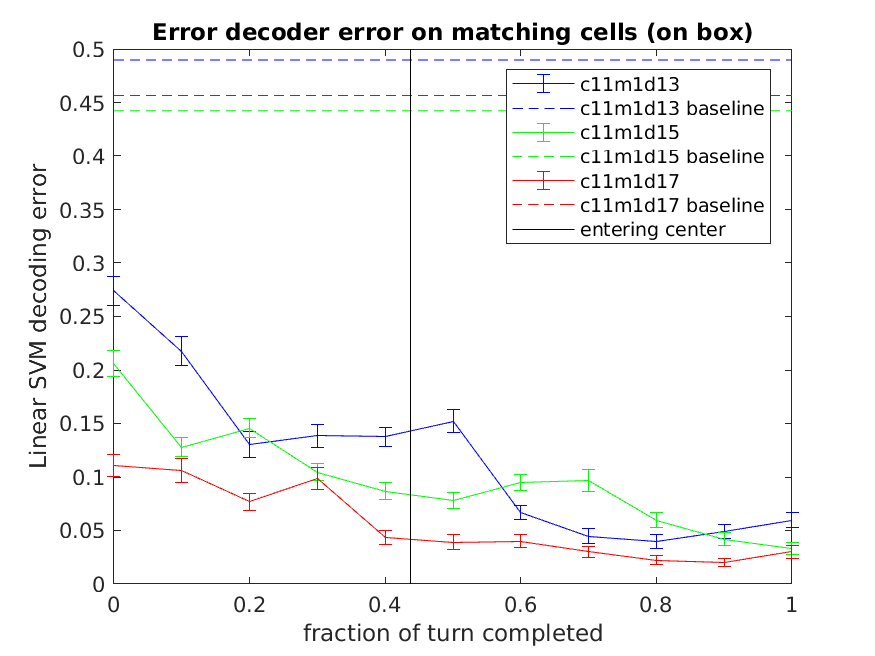 Error decoder error on matching cells (on box)
0.5
0.45
0.4
0.35
0.3
0.25
0.2
0.15
0.1
0.05
0
Linear SVM decoding error
c11m1d13
c11m1d13 baseline
c11m1d15
c11m1d15 baseline
c11m1d17
c11m1d17 baseline
entering center
0 0.2 0.4 0.6 0.8 1
fraction of turn completed